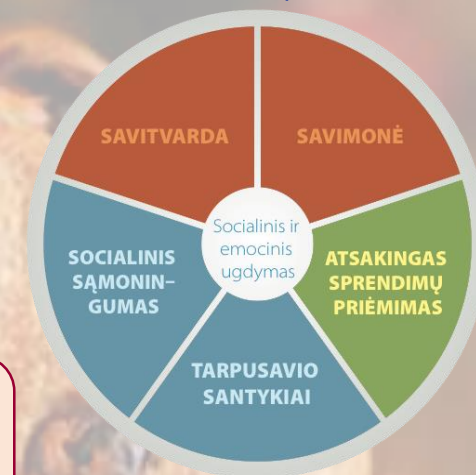 SAVITVARDA
SAVIMONĖ
Socialinis ir
emocinis
ugdymas
SOCIALINIS
SĄMONIN–
GUMAS
ATSAKINGAS
SPRENDIMŲ
PRIĖMIMAS
TARPUSAVIO
SANTYKIAI